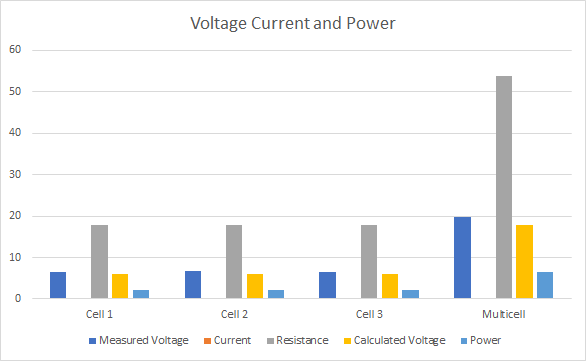 Voltage Current and Power
60
50
40
30
20
10
0
Cell 1 Cell 2 Cell 3 Multicell
Measured Voltage Current Resistance Calculated Voltage Power